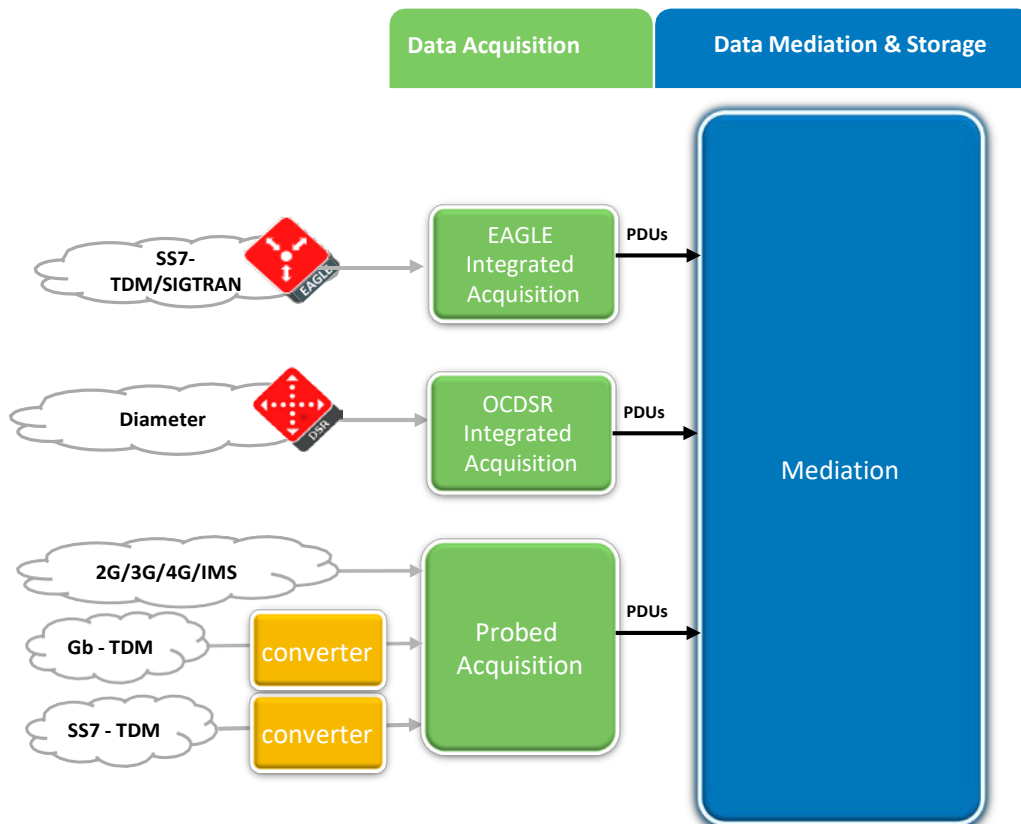 Data Acquisition
Data Mediation & Storage
SS7-
TDM/SIGTRAN
EAGLE
EAGLE
Integrated
Acquisition
PDUs
Diameter
DSR
OCDSR
Integrated
Acquisition
PDUs
Mediation
2G/3G/4G/IMS
Gb - TDM
converter
SS7 - TDM
converter
Probed
Acquisition
PDUs